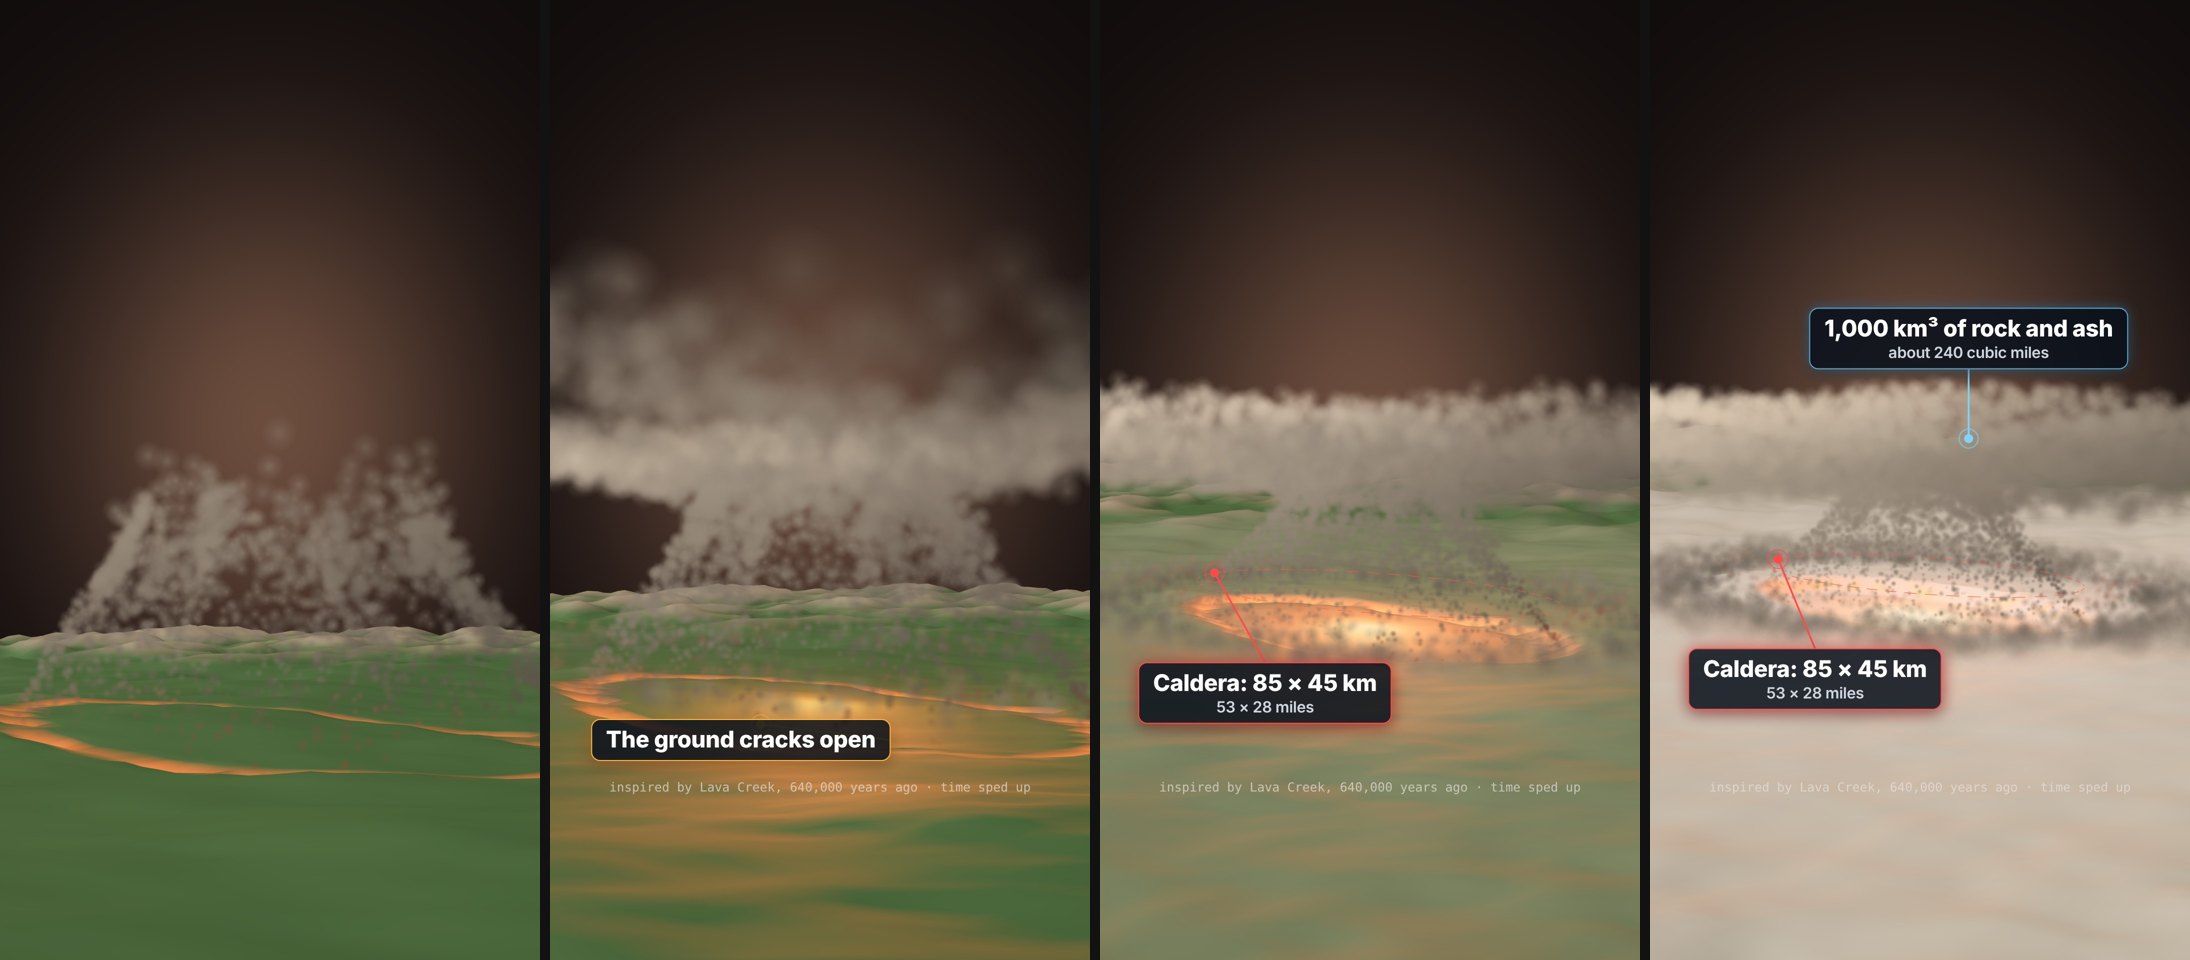 The ground cracks open
inspired by Lava Creek, 640,000 years ago · time sped up
Caldera: 85 × 45 km
53 × 28 miles
inspired by Lava Creek, 640,000 years ago · time sped up
1,000 km³ of rock and ash
about 240 cubic miles
Caldera: 85 × 45 km
53 × 28 miles
inspired by Lava Creek, 640,000 years ago · time sped up